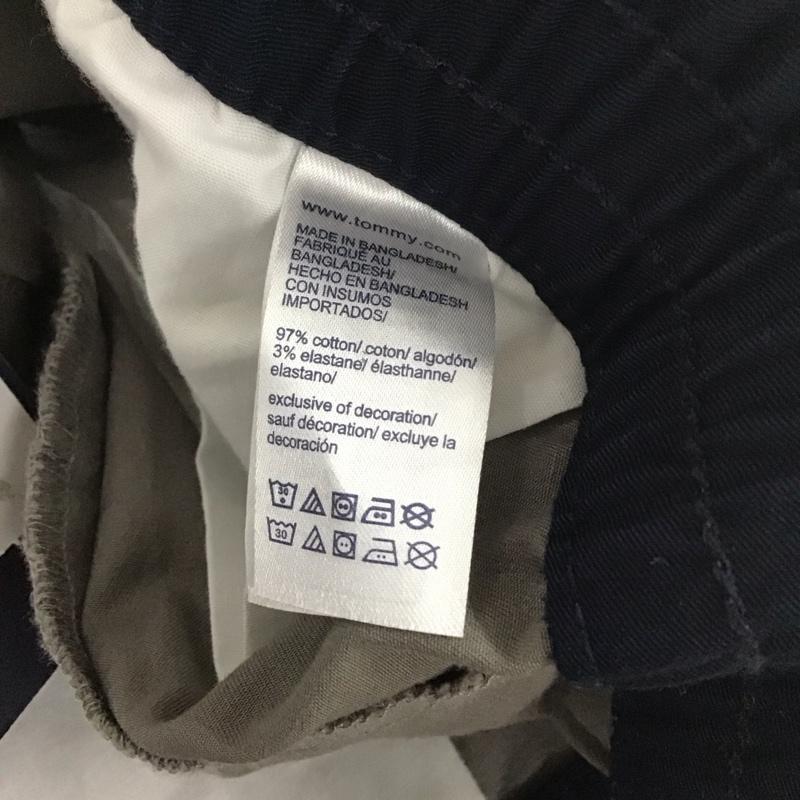 www.tommy.com
MADE IN BANGLADESH/
FABRIQUÉ AU
BANGLADESH/
HECHO EN BANGLADESH
CON INSUMOS
IMPORTADOS/
97% cotton/ coton/ algodón/
3% elastane/ élasthanne/
elastano/
exclusive of decoration/
sauf décoration/ excluye la
decoración
30
30